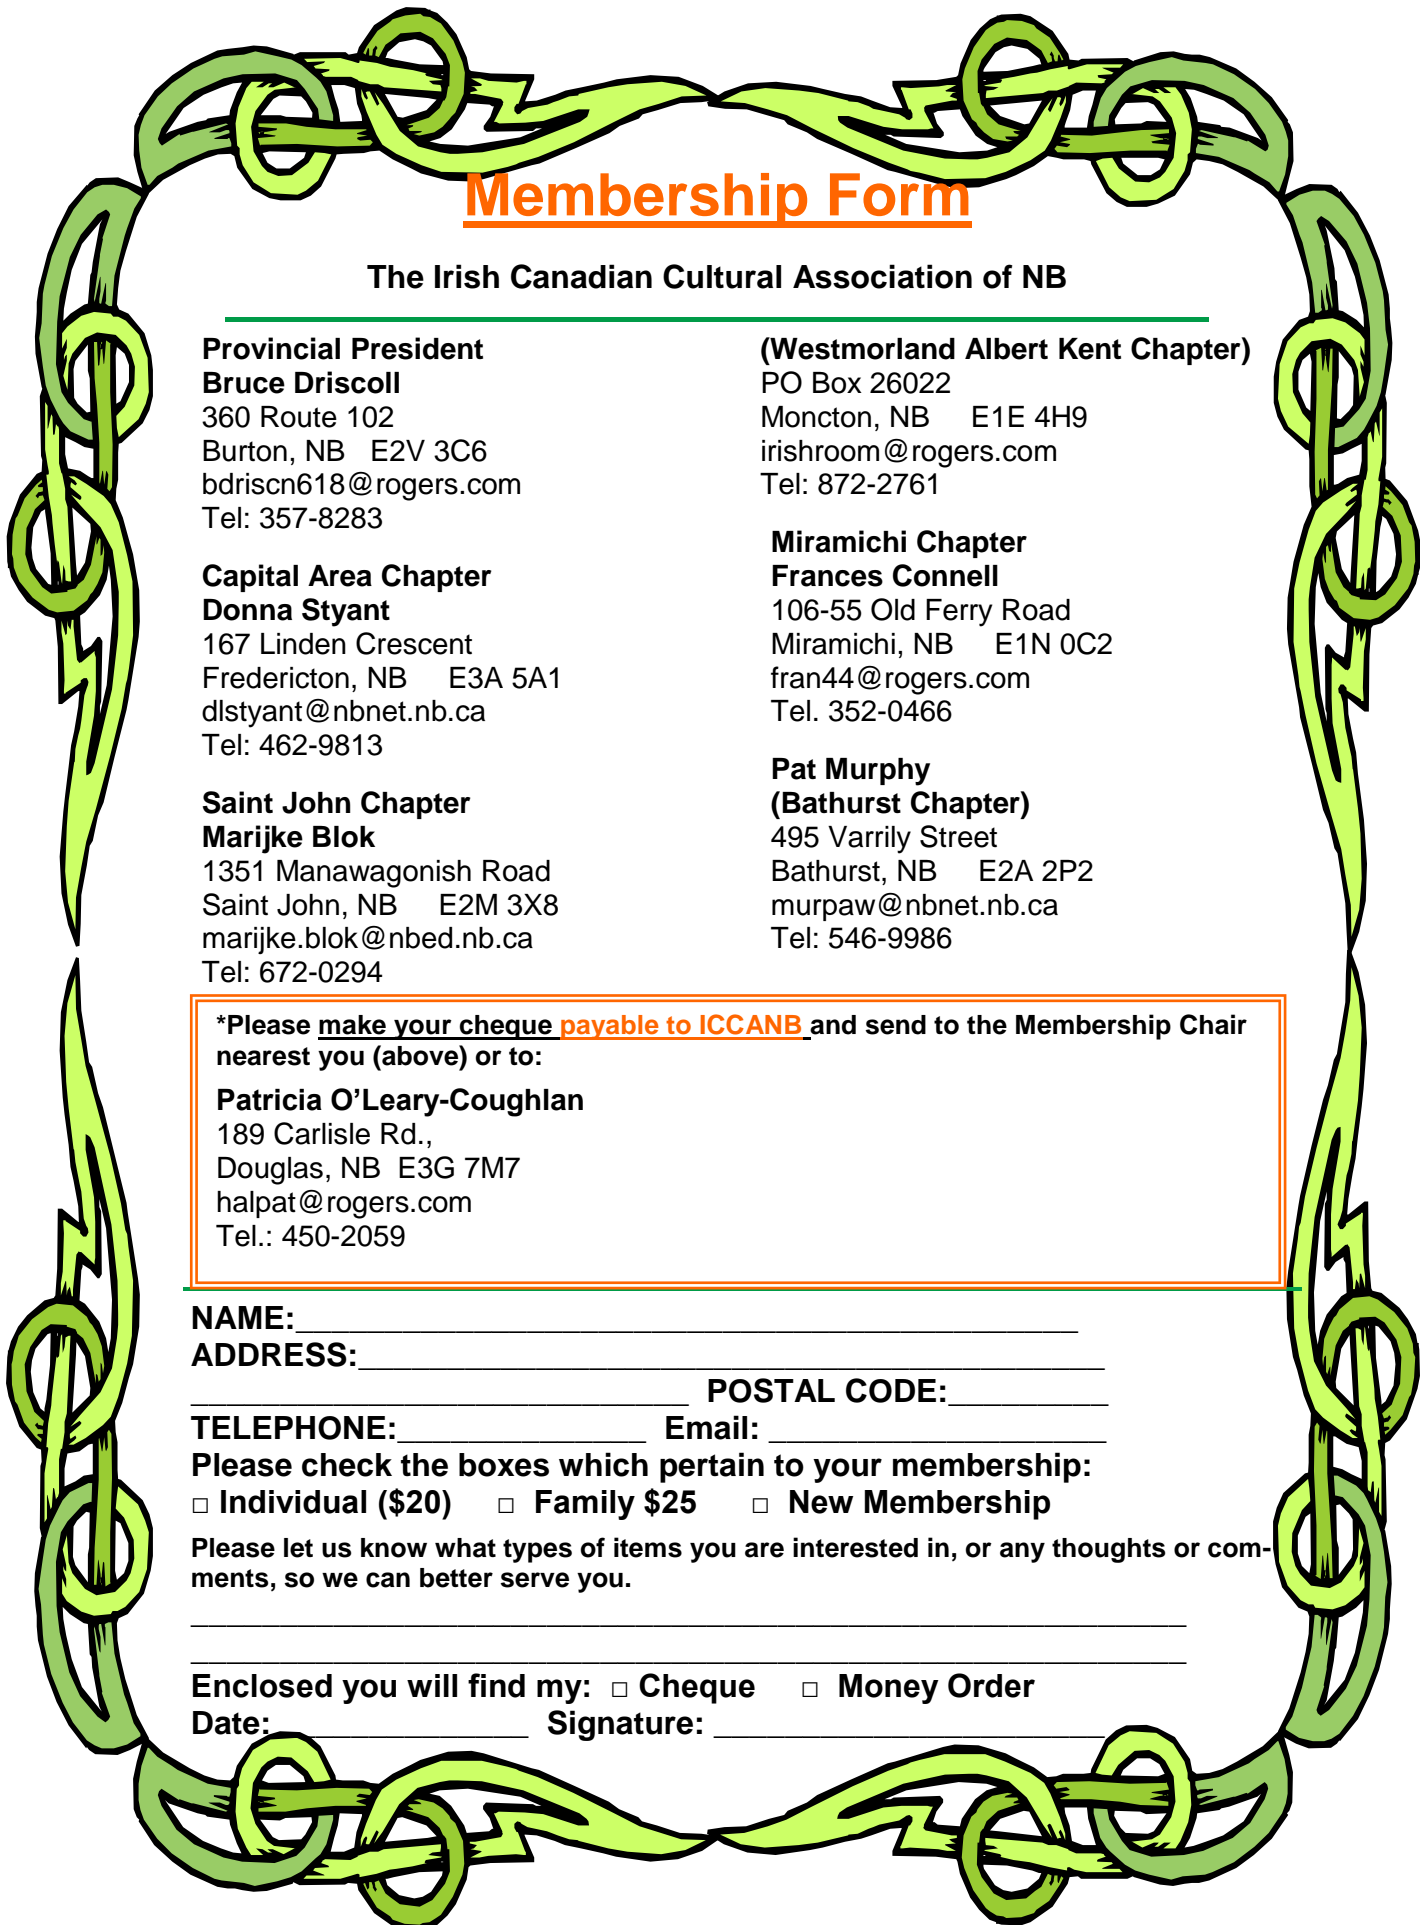 Membership Form
The Irish Canadian Cultural Association of NB
Provincial President
Bruce Driscoll
360 Route 102
Burton, NB E2V 3C6
bdriscn618@rogers.com
Tel: 357-8283
Capital Area Chapter
Donna Styant
167 Linden Crescent
Fredericton, NB E3A 5A1
dlstyant@nbnet.nb.ca
Tel: 462-9813
Saint John Chapter
Marijke Blok
1351 Manawagonish Road
Saint John, NB E2M 3X8
marijke.blok@nbed.nb.ca
Tel: 672-0294
(Westmorland Albert Kent Chapter)
PO Box 26022
Moncton, NB E1E 4H9
irishroom@rogers.com
Tel: 872-2761
Miramichi Chapter
Frances Connell
106-55 Old Ferry Road
Miramichi, NB E1N 0C2
fran44@rogers.com
Tel. 352-0466
Pat Murphy
(Bathurst Chapter)
495 Varrily Street
Bathurst, NB E2A 2P2
murpaw@nbnet.nb.ca
Tel: 546-9986
*Please make your cheque payable to ICCANB and send to the Membership Chair
nearest you (above) or to:
Patricia O’Leary-Coughlan
189 Carlisle Rd.,
Douglas, NB E3G 7M7
halpat@rogers.com
Tel.: 450-2059
NAME:____________________________________________
ADDRESS:__________________________________________
____________________________ POSTAL CODE:_________
TELEPHONE:______________ Email: ___________________
Please check the boxes which pertain to your membership:
□ Individual ($20) □ Family $25 □ New Membership
Please let us know what types of items you are interested in, or any thoughts or com-
ments, so we can better serve you.
________________________________________________________
________________________________________________________
Enclosed you will find my: □ Cheque □ Money Order
Date:______________ Signature: ______________________